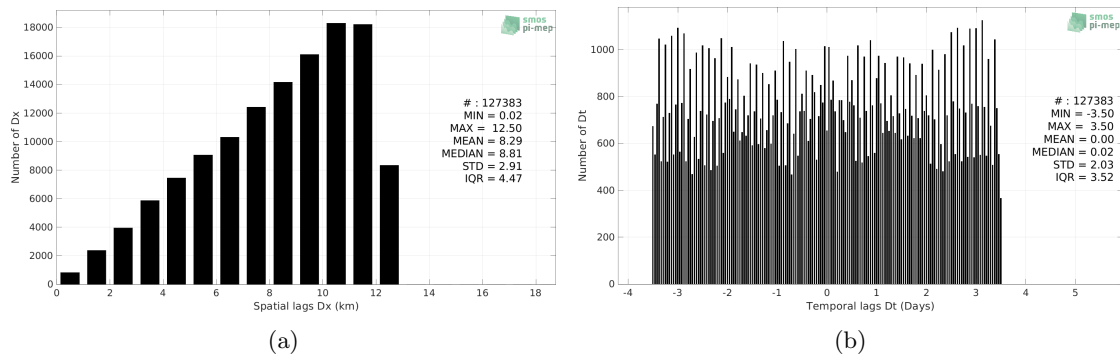 18000
16000
14000
12000
10000
8000
6000
4000
2000
0
Number of Dx
smos
pi-mep
# : 127383
MIN = 0.02
MAX = 12.50
MEAN = 8.29
MEDIAN = 8.81
STD = 2.91
IQR = 4.47
0 2 4 6 8 10 12 14 16 18
Spatial lags Dx (km)
(a)
1000
800
600
400
200
0
Number of Dt
smos
pi-mep
# : 127383
MIN = -3.50
MAX = 3.50
MEAN = 0.00
MEDIAN = 0.02
STD = 2.03
IQR = 3.52
-4 -3 -2 -1 0 1 2 3 4 5
Temporal lags Dt (Days)
(b)